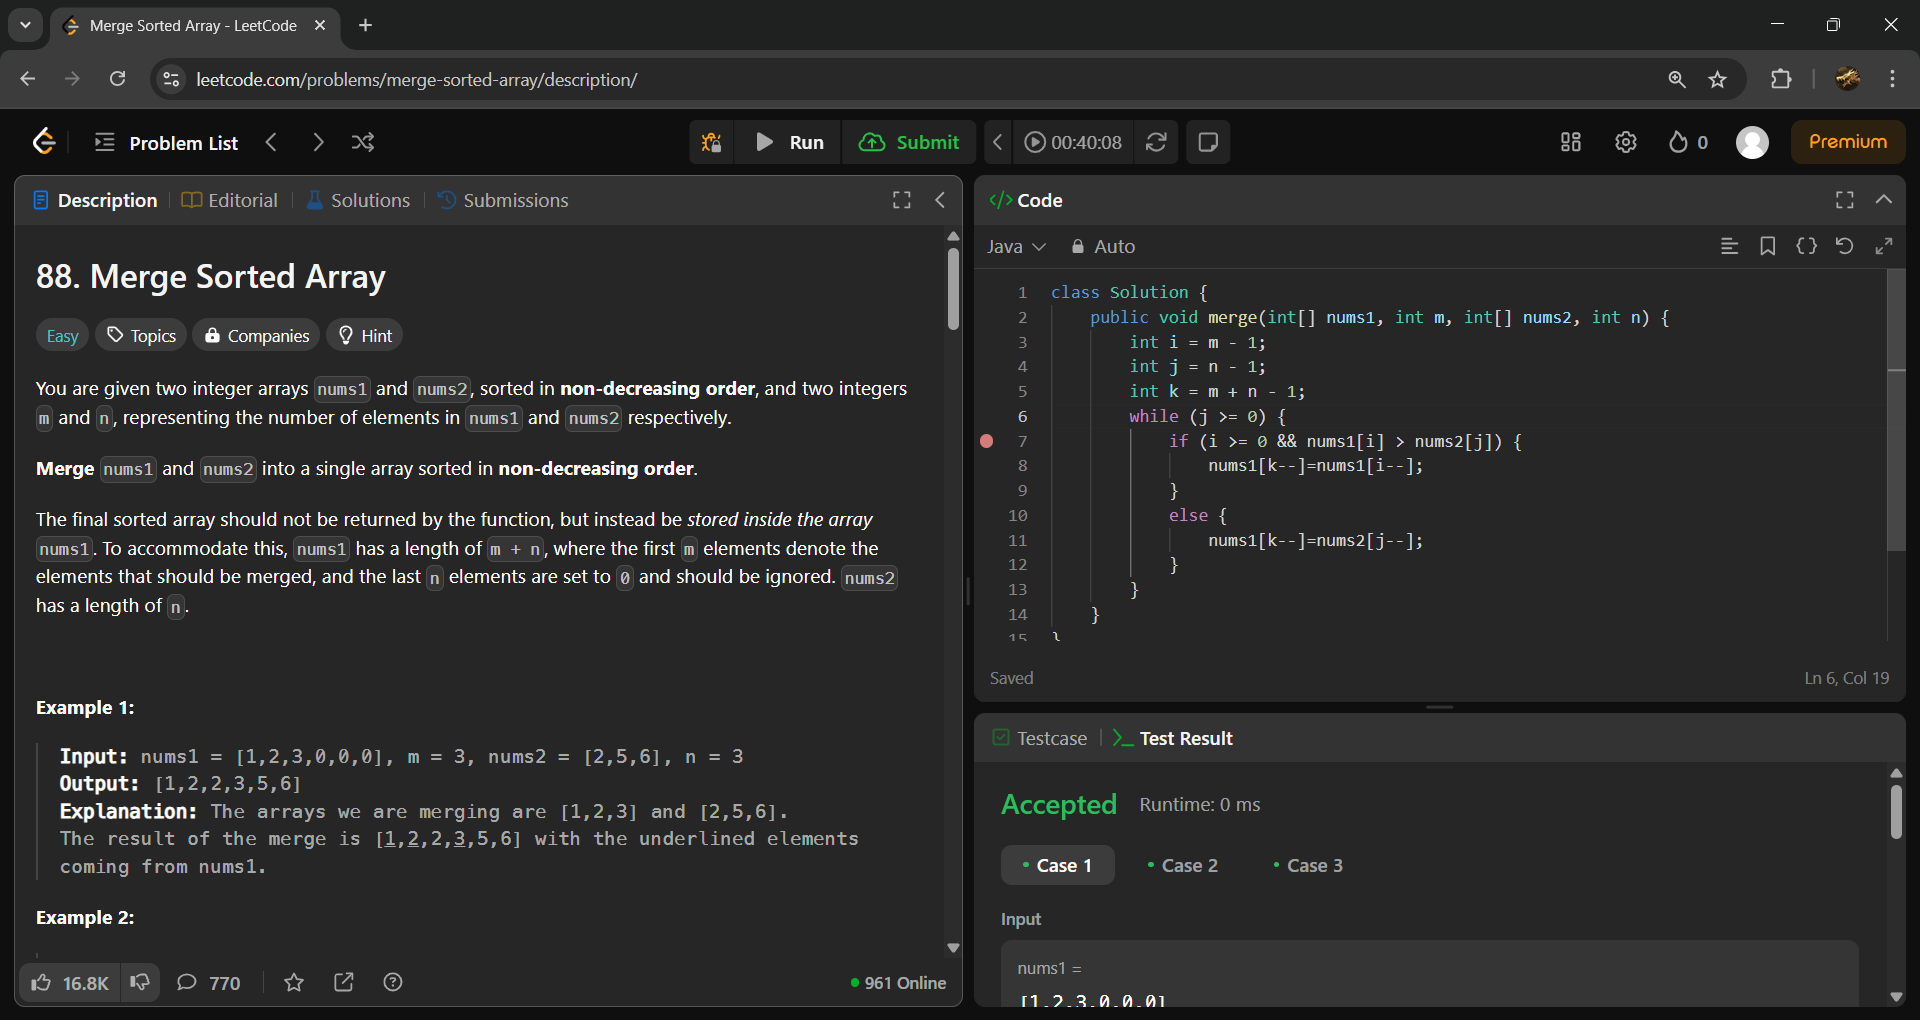 Merge Sorted Array - LeetCode
leetcode.com/problems/merge-sorted-array/description/
Problem List
Run
Submit
00:40:08
0
Premium
Description
Editorial
Solutions
Submissions
88. Merge Sorted Array
Easy
Topics
Companies
Hint
You are given two integer arrays nums1 and nums2, sorted in non-decreasing order, and two integers
m and n, representing the number of elements in nums1 and nums2 respectively.
Merge nums1 and nums2 into a single array sorted in non-decreasing order.
The final sorted array should not be returned by the function, but instead be stored inside the array
nums1. To accommodate this, nums1 has a length of m + n, where the first m elements denote the
elements that should be merged, and the last n elements are set to 0 and should be ignored. nums2
has a length of n.
Example 1:
Input: nums1 = [1,2,3,0,0,0], m = 3, nums2 = [2,5,6], n = 3
Output: [1,2,2,3,5,6]
Explanation: The arrays we are merging are [1,2,3] and [2,5,6].
The result of the merge is [1,2,2,3,5,6] with the underlined elements
coming from nums1.
Example 2:
16.8K
770
961 Online
</> Code
Java
Auto
1 class Solution {
2 public void merge(int[] nums1, int m, int[] nums2, int n) {
3 int i = m - 1;
4 int j = n - 1;
5 int k = m + n - 1;
6 while (j >= 0) {
7 if (i >= 0 && nums1[i] > nums2[j]) {
8 nums1[k--]=nums1[i--];
9 }
10 else {
11 nums1[k--]=nums2[j--];
12 }
13 }
14 }
15 }
Saved
Ln 6, Col 19
Testcase
Test Result
Accepted
Runtime: 0 ms
Case 1
Case 2
Case 3
Input
nums1 =
[1,2,3,0,0,0]